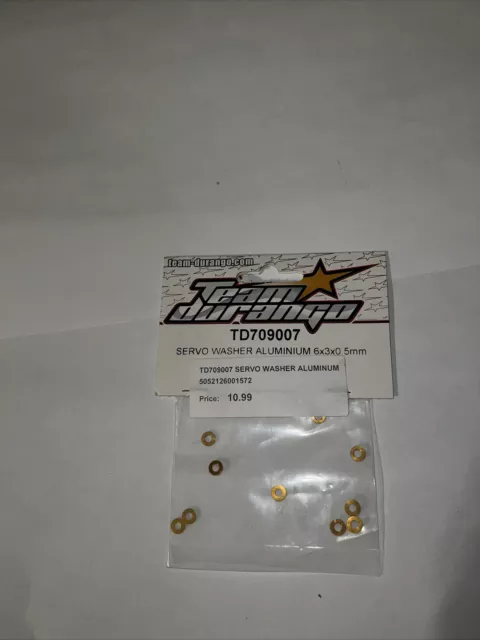 team-durango.com
Team
durango
TD709007
SERVO WASHER ALUMINIUM 6x3x0.5mm
TD709007 SERVO WASHER ALUMINUM
5052126001572
Price: 10.99